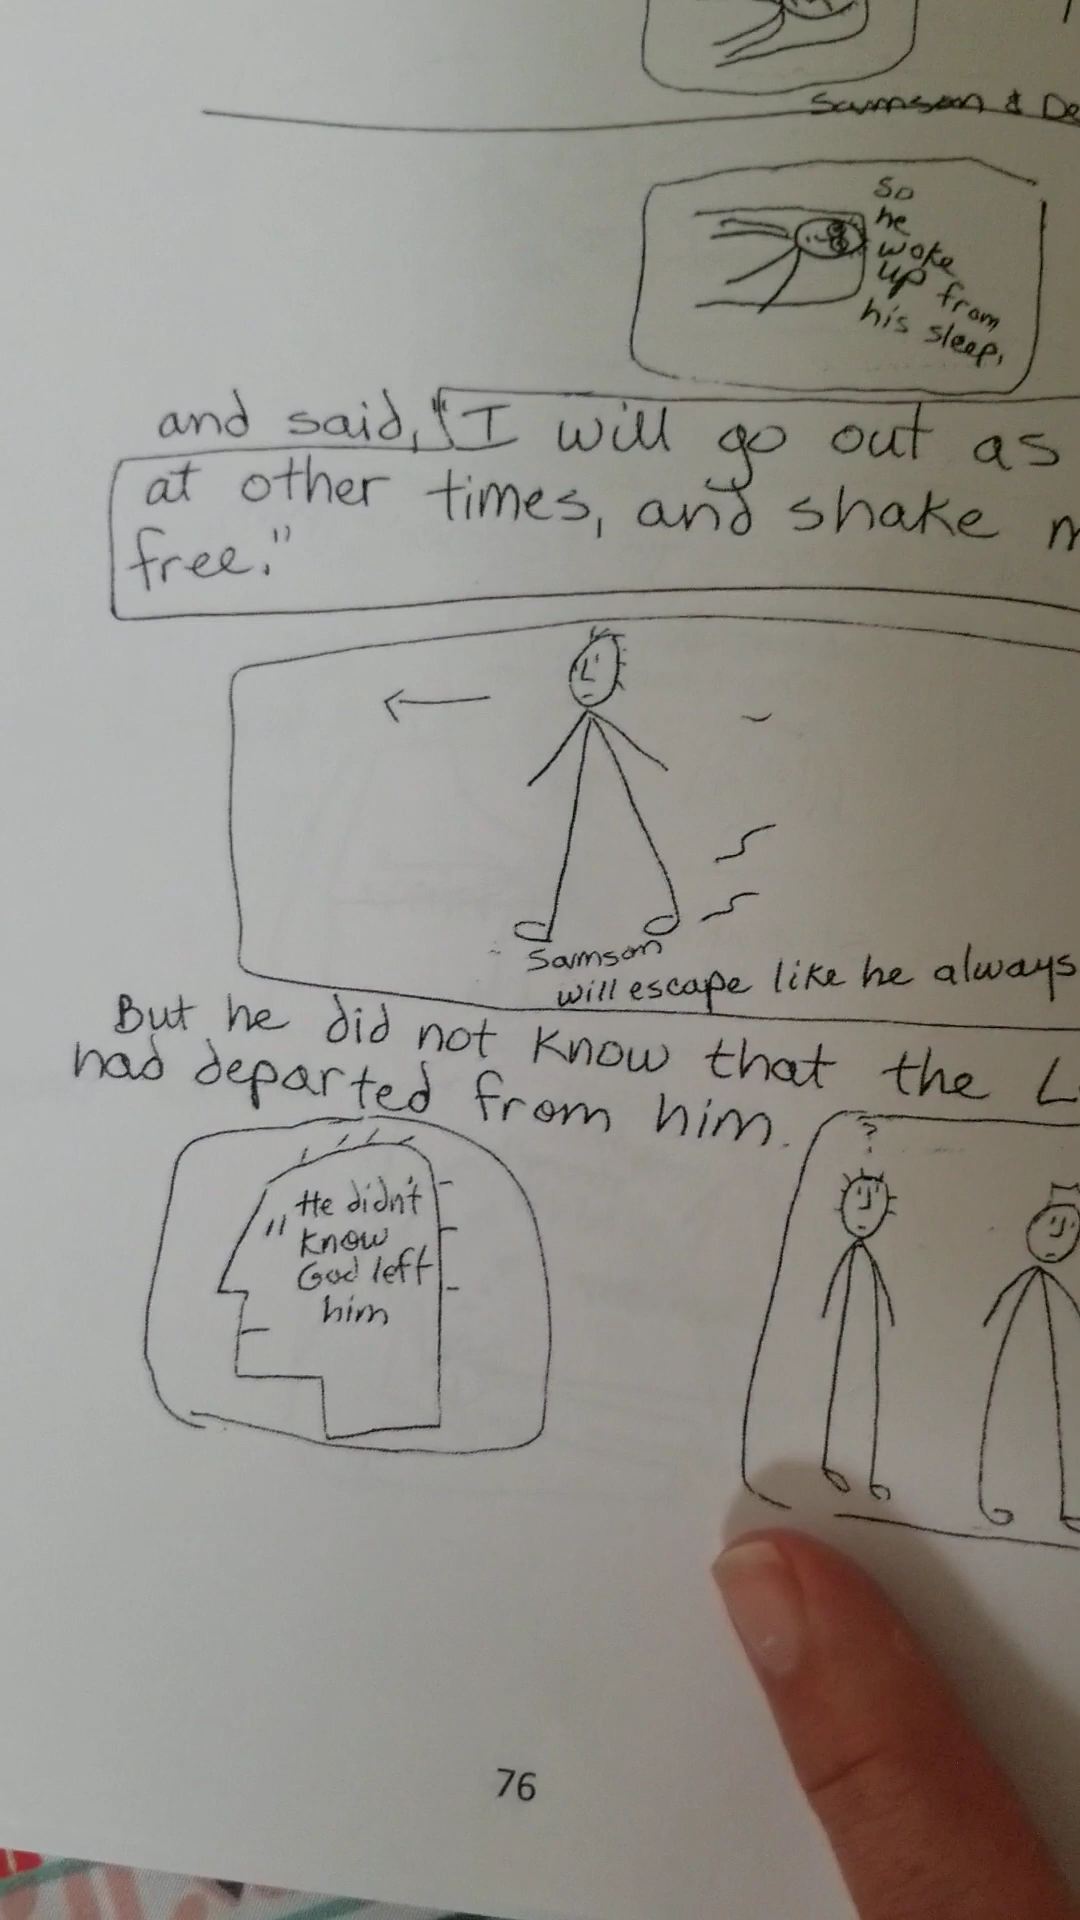 Samson & De
So
he
woke
up from
his sleep,
and said, "I will go out as
at other times, and shake m
free."
Samson
will escape like he always
But he did not know that the L
had departed from him.
?
"He didn't
know
God left
him
76